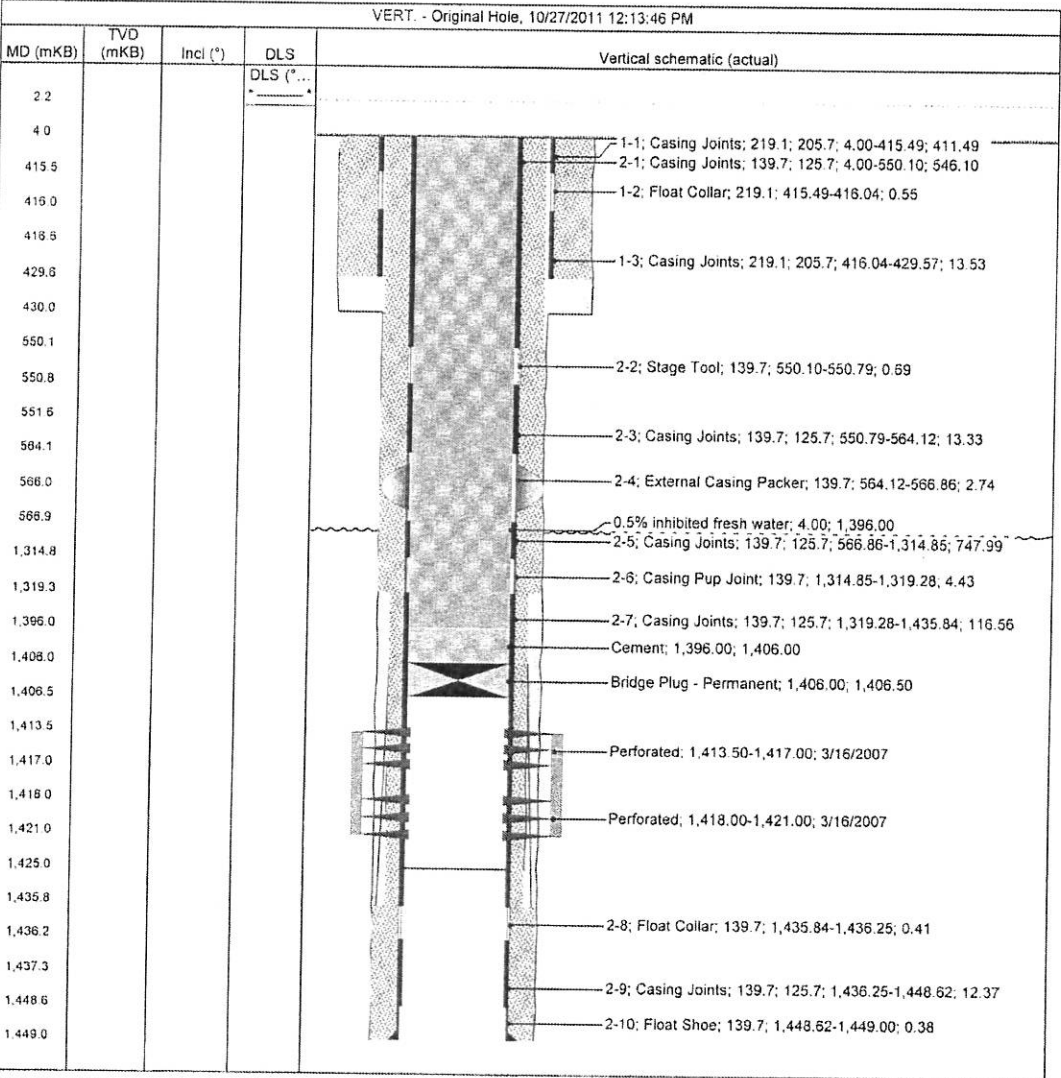 VERT. - Original Hole, 10/27/2011 12:13:46 PM
MD (mKB)
TVD (mKB)
Incl (°)
DLS
Vertical schematic (actual)
DLS (°...
2.2
4.0
415.5
416.0
416.5
429.6
430.0
550.1
550.8
551.6
564.1
566.0
566.9
1,314.8
1,319.3
1,396.0
1,406.0
1,406.5
1,413.5
1,417.0
1,418.0
1,421.0
1,425.0
1,435.8
1,436.2
1,437.3
1,448.6
1,449.0
1-1; Casing Joints; 219.1; 205.7; 4.00-415.49; 411.49
2-1; Casing Joints; 139.7; 125.7; 4.00-550.10; 546.10
1-2; Float Collar; 219.1; 415.49-416.04; 0.55
1-3; Casing Joints; 219.1; 205.7; 416.04-429.57; 13.53
2-2; Stage Tool; 139.7; 550.10-550.79; 0.69
2-3; Casing Joints; 139.7; 125.7; 550.79-564.12; 13.33
2-4; External Casing Packer; 139.7; 564.12-566.86; 2.74
0.5% inhibited fresh water; 4.00; 1,396.00
2-5; Casing Joints; 139.7; 125.7; 566.86-1,314.85; 747.99
2-6; Casing Pup Joint; 139.7; 1,314.85-1,319.28; 4.43
2-7; Casing Joints; 139.7; 125.7; 1,319.28-1,435.84; 116.56
Cement; 1,396.00; 1,406.00
Bridge Plug - Permanent; 1,406.00; 1,406.50
Perforated; 1,413.50-1,417.00; 3/16/2007
Perforated; 1,418.00-1,421.00; 3/16/2007
2-8; Float Collar; 139.7; 1,435.84-1,436.25; 0.41
2-9; Casing Joints; 139.7; 125.7; 1,436.25-1,448.62; 12.37
2-10; Float Shoe; 139.7; 1,448.62-1,449.00; 0.38